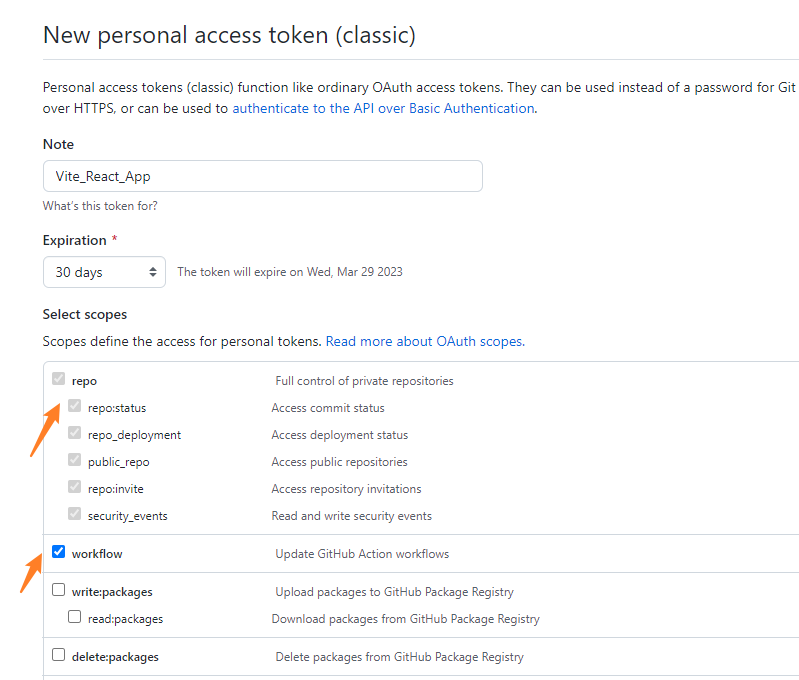 New personal access token (classic)
Personal access tokens (classic) function like ordinary OAuth access tokens. They can be used instead of a password for Git
over HTTPS, or can be used to authenticate to the API over Basic Authentication.
Note
Vite_React_App
What's this token for?
Expiration *
30 days The token will expire on Wed, Mar 29 2023
Select scopes
Scopes define the access for personal tokens. Read more about OAuth scopes.
repo Full control of private repositories
repo:status Access commit status
repo_deployment Access deployment status
public_repo Access public repositories
repo:invite Access repository invitations
security_events Read and write security events
workflow Update GitHub Action workflows
write:packages Upload packages to GitHub Package Registry
read:packages Download packages from GitHub Package Registry
delete:packages Delete packages from GitHub Package Registry